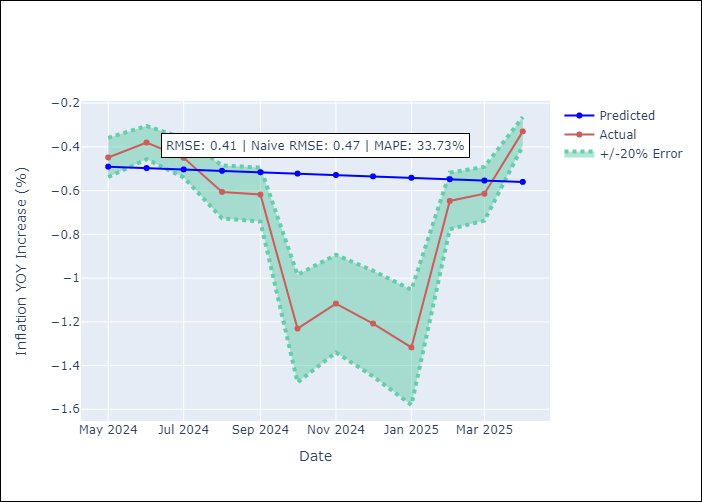 −0.2
−0.4
−0.6
−0.8
−1
−1.2
−1.4
−1.6
Inflation YOY Increase (%)
RMSE: 0.41 | Naive RMSE: 0.47 | MAPE: 33.73%
Predicted
Actual
+/-20% Error
May 2024
Jul 2024
Sep 2024
Nov 2024
Jan 2025
Mar 2025
Date